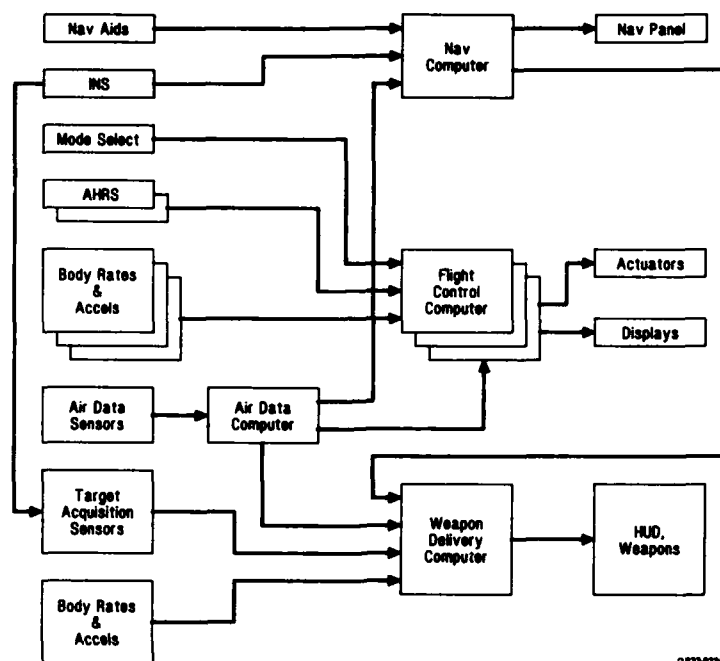 Nav Aids
Nav
Computer
Nav Panel
INS
Mode Select
AHRS
Body Rates
&
Accels
Flight
Control
Computer
Actuators
Displays
Air Data
Sensors
Air Data
Computer
Target
Acquisition
Sensors
Weapon
Delivery
Computer
HUD,
Weapons
Body Rates
&
Accels